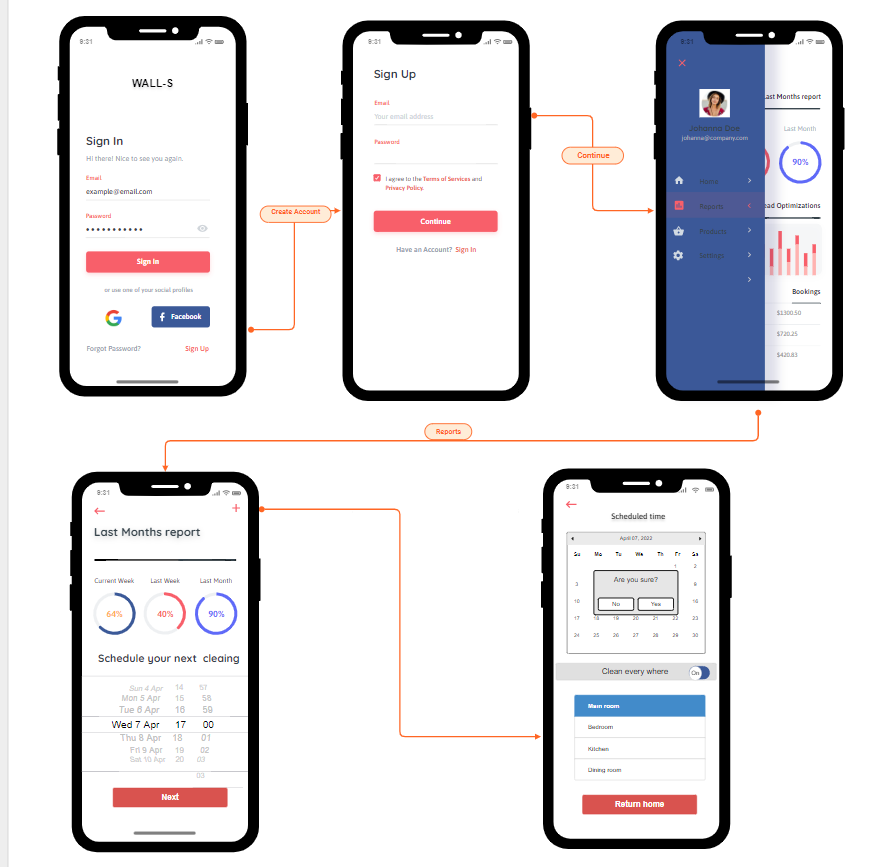 9:31
WALL-S
Sign In
Hi there! Nice to see you again.
Email
example@email.com
Password
Sign In
or use one of your social profiles
Facebook
Forgot Password? Sign Up
Create Account
9:31
Sign Up
Email
Your email address
Password
I agree to the Terms of Services and
Privacy Policy.
Continue
Have an Account? Sign In
Continue
9:31
Johanna Doe
johanna@company.com
Home
Reports
Products
Settings
ast Months report
Last Month
90%
ead Optimizations
Bookings
$1300.50
$720.25
$420.83
Reports
9:31
Last Months report
Current Week Last Week Last Month
64% 40% 90%
Schedule your next cleaing
Sun 4 Apr 14 57
Mon 5 Apr 15 58
Tue 6 Apr 16 59
Wed 7 Apr 17 00
Thu 8 Apr 18 01
Fri 9 Apr 19 02
Sat 10 Apr 20 03
03
Next
9:31
Scheduled time
April 07, 2022
Su Mo Tu We Th Fr Sa
1 2
3 9
Are you sure?
No Yes
10 16
17 18 19 20 21 22 23
24 25 26 27 28 29 30
Clean every where On
Main room
Bedroom
Kitchen
Dining room
Return home